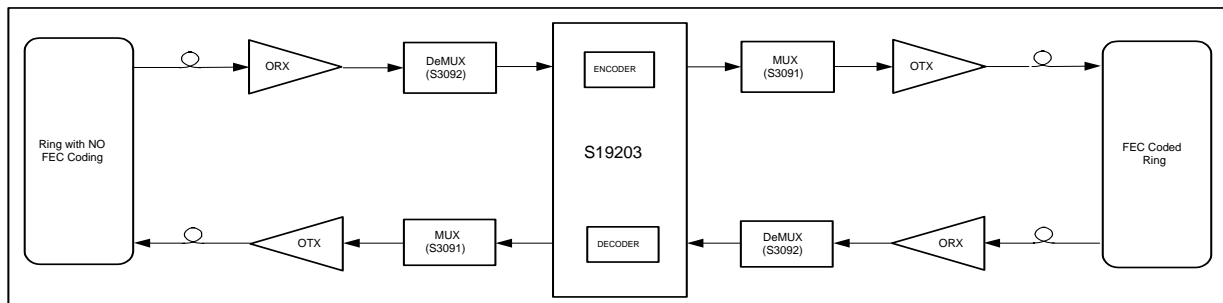 ORX
DeMUX
(S3092)
ENCODER
MUX
(S3091)
OTX
Ring with NO
FEC Coding
S19203
FEC Coded
Ring
OTX
MUX
(S3091)
DECODER
DeMUX
(S3092)
ORX